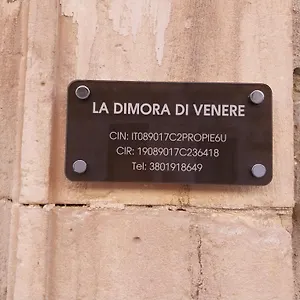 LA DIMORA DI VENERE
CIN: IT089017C2PROPIE6U
CIR: 19089017C236418
Tel: 3801918649